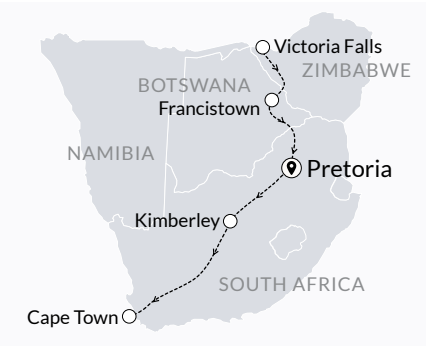 Victoria Falls
ZIMBABWE
BOTSWANA
Francistown
NAMIBIA
Pretoria
Kimberley
SOUTH AFRICA
Cape Town